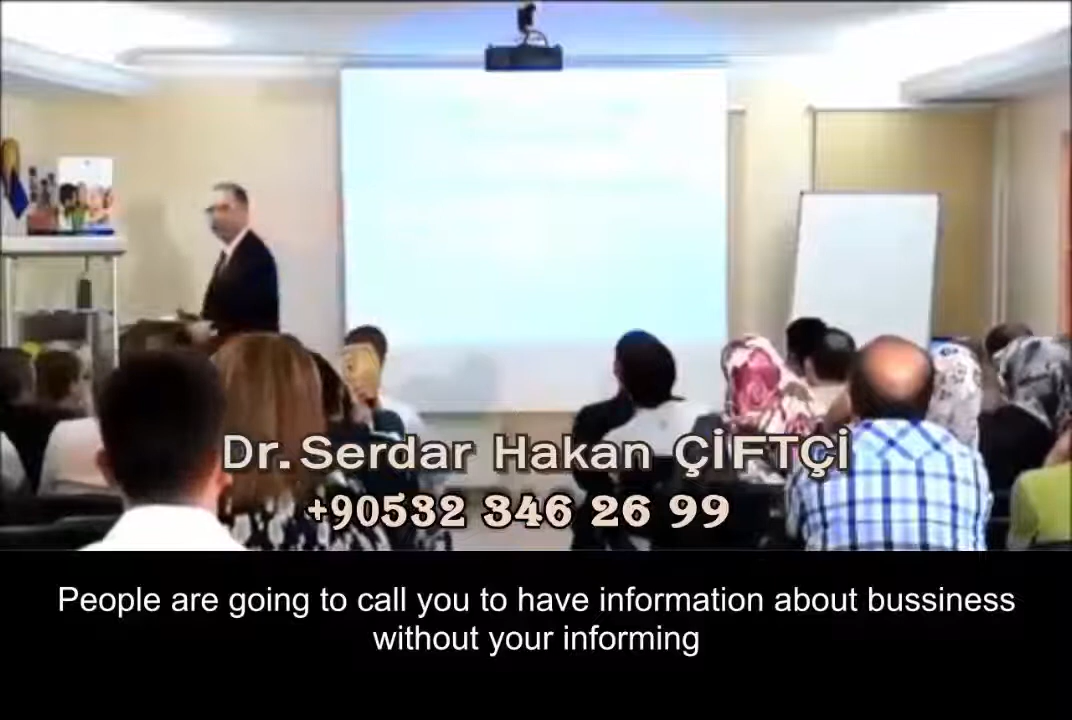 Dr. Serdar Hakan ÇİFTÇİ
+90532 346 26 99
People are going to call you to have information about bussiness
without your informing